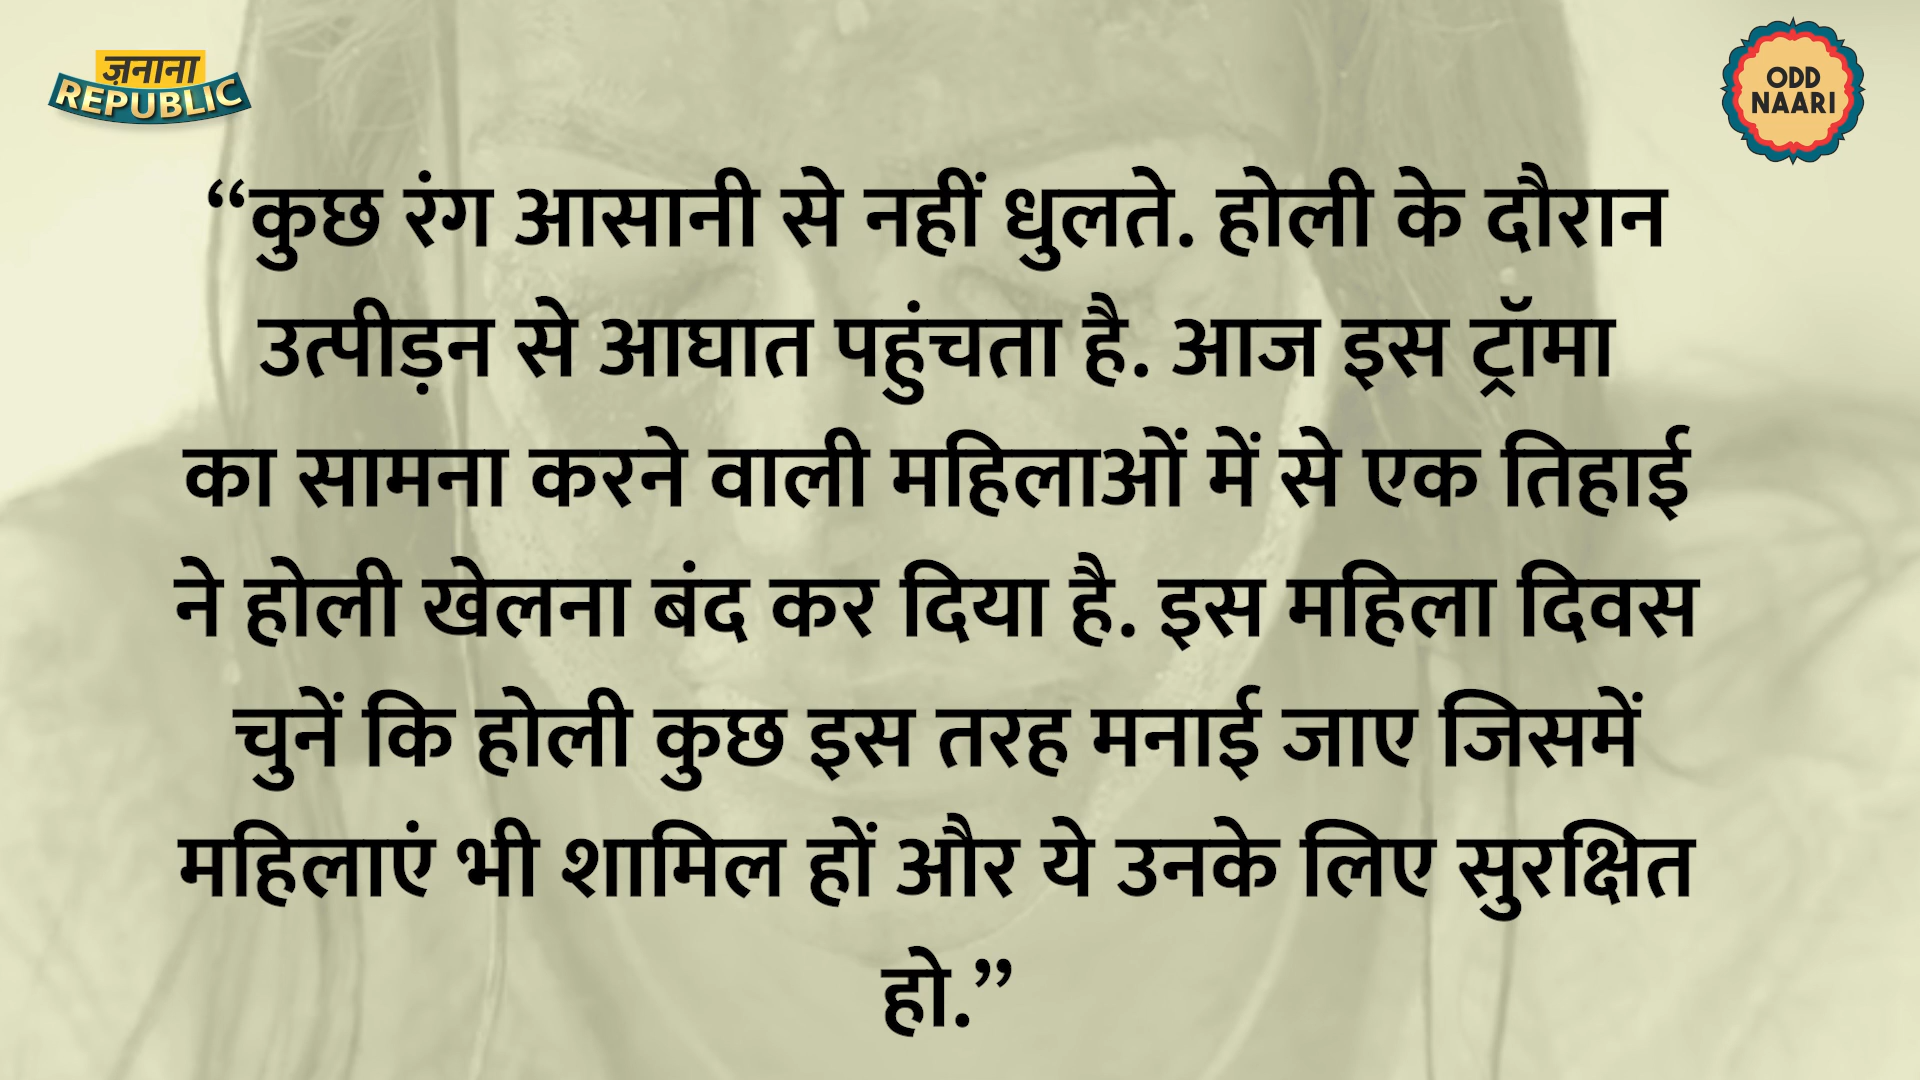 ज़नाना
REPUBLIC
ODD
NAARI
“कुछ रंग आसानी से नहीं धुलते. होली के दौरान
उत्पीड़न से आघात पहुंचता है. आज इस ट्रॉमा
का सामना करने वाली महिलाओं में से एक तिहाई
ने होली खेलना बंद कर दिया है. इस महिला दिवस
चुनें कि होली कुछ इस तरह मनाई जाए जिसमें
महिलाएं भी शामिल हों और ये उनके लिए सुरक्षित
हो.”